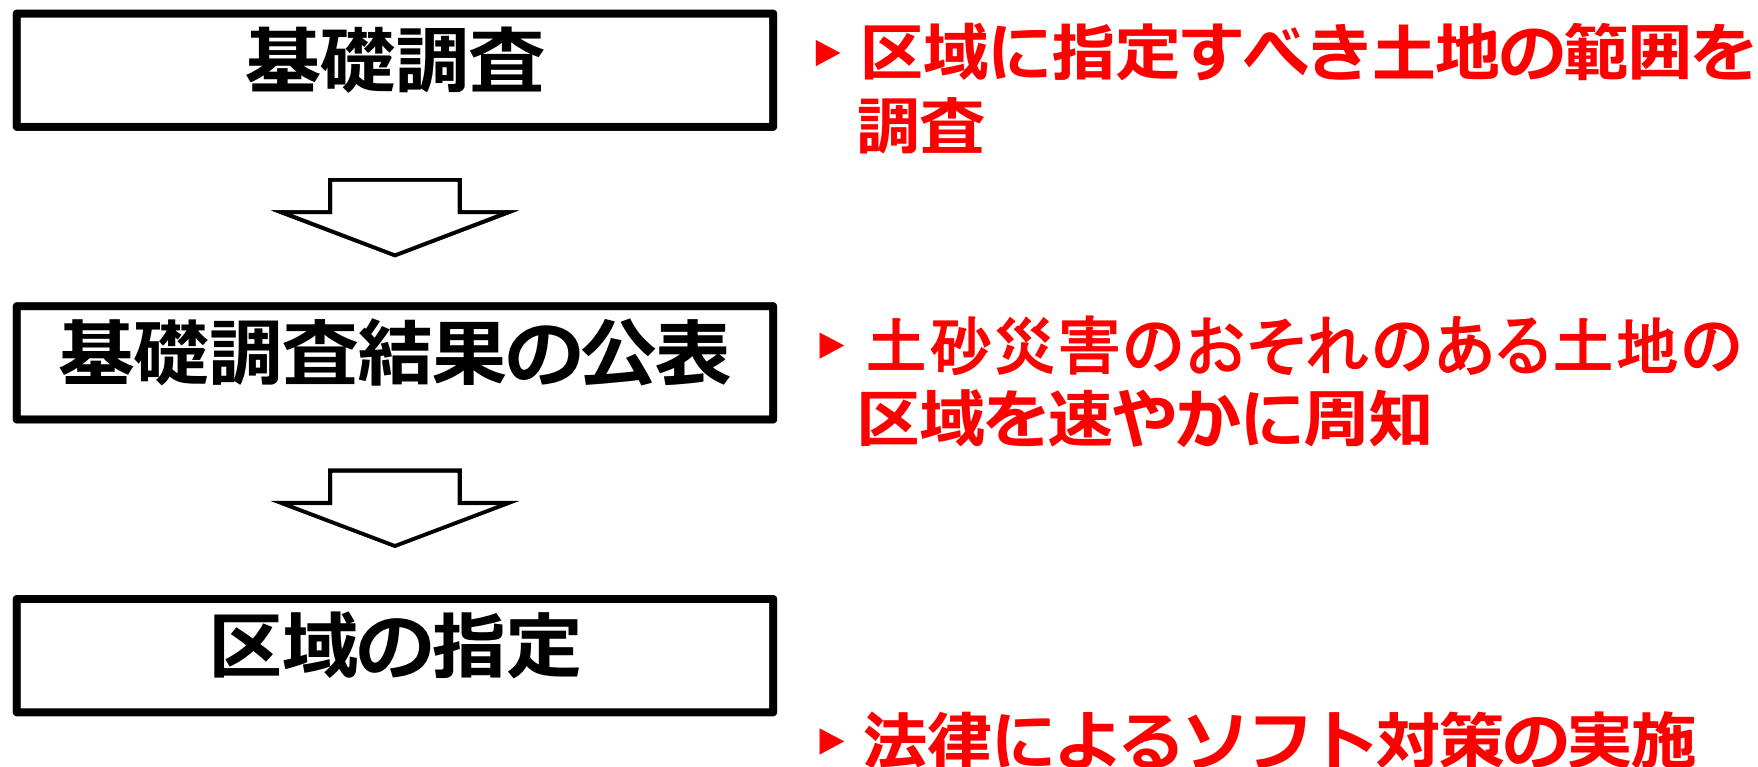 基礎調査
▶ 区域に指定すべき土地の範囲を
調査
基礎調査結果の公表
▶ 土砂災害のおそれのある土地の
区域を速やかに周知
区域の指定
▶ 法律によるソフト対策の実施